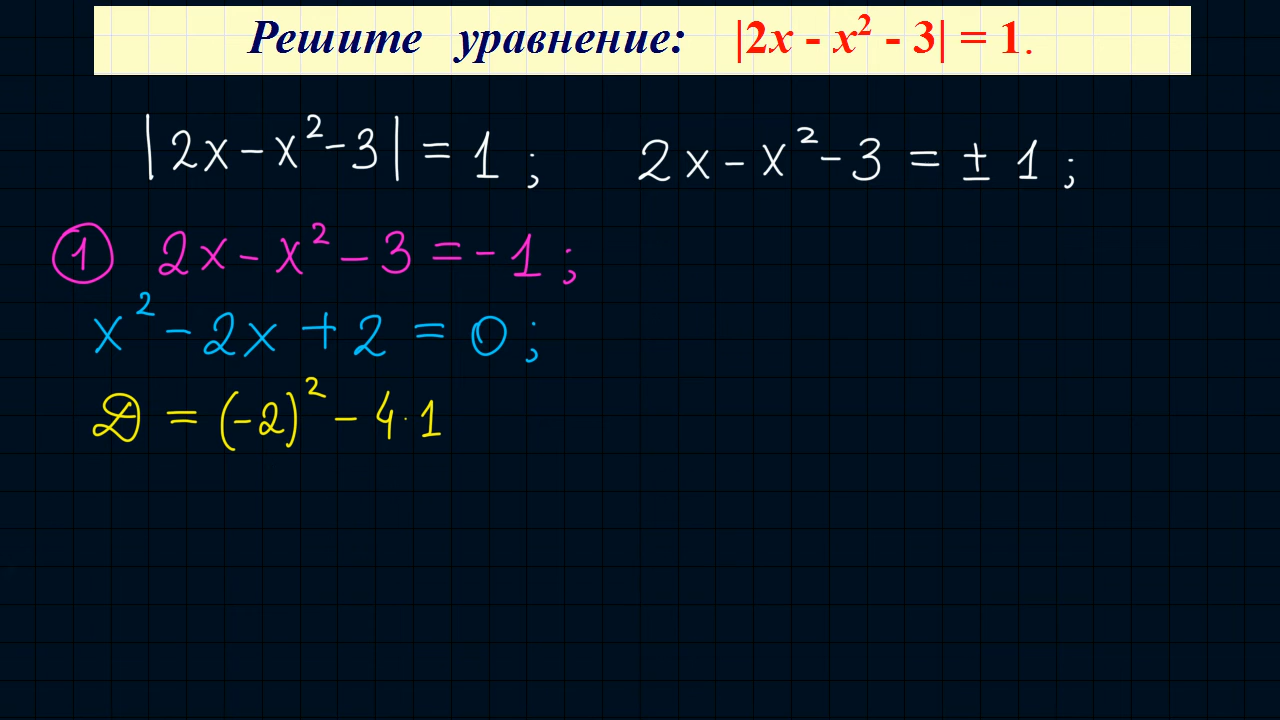 Решите уравнение: |2x - x² - 3| = 1.
|2x – x² - 3| = 1 ; 2x – x² - 3 = ± 1 ;
① 2x – x² – 3 = - 1 ;
x² – 2x + 2 = 0 ;
D = (-2)² – 4 · 1